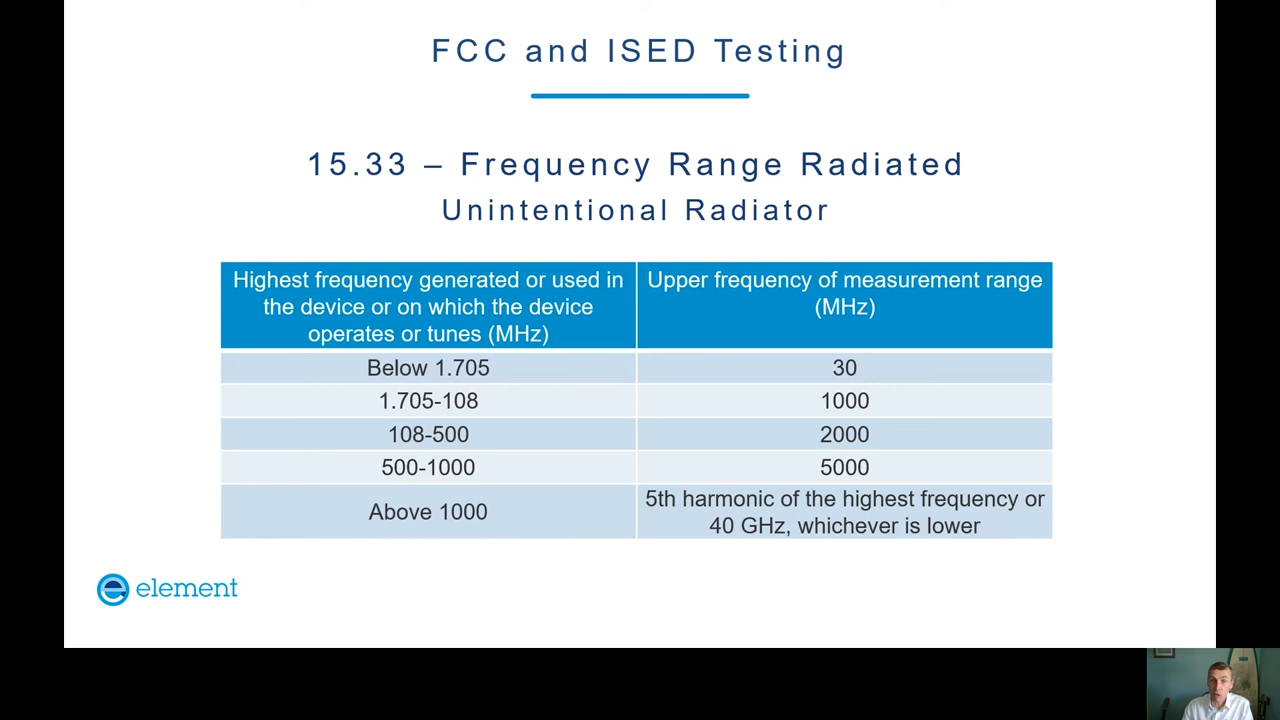 FCC and ISED Testing
15.33 – Frequency Range Radiated
Unintentional Radiator
Highest frequency generated or used in
the device or on which the device
operates or tunes (MHz)
Upper frequency of measurement range
(MHz)
Below 1.705
30
1.705-108
1000
108-500
2000
500-1000
5000
Above 1000
5th harmonic of the highest frequency or
40 GHz, whichever is lower
element